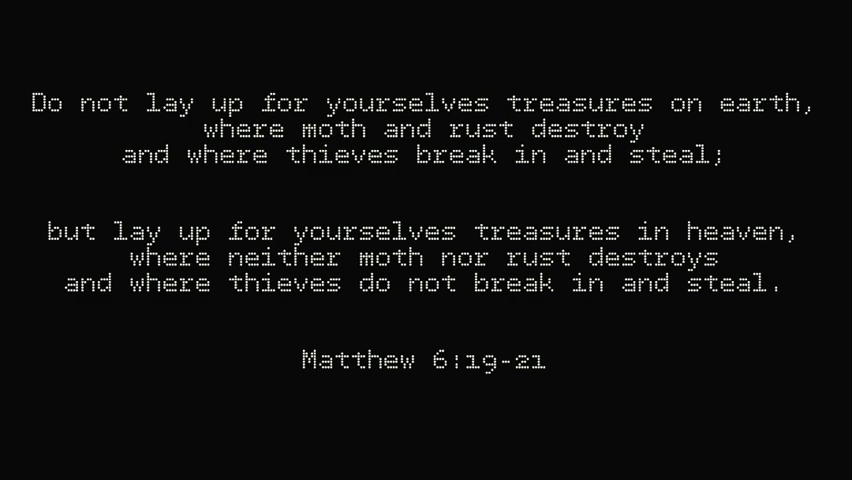 Do not lay up for yourselves treasures on earth,
where moth and rust destroy
and where thieves break in and steal;
but lay up for yourselves treasures in heaven,
where neither moth nor rust destroys
and where thieves do not break in and steal.
Matthew 6:19-21